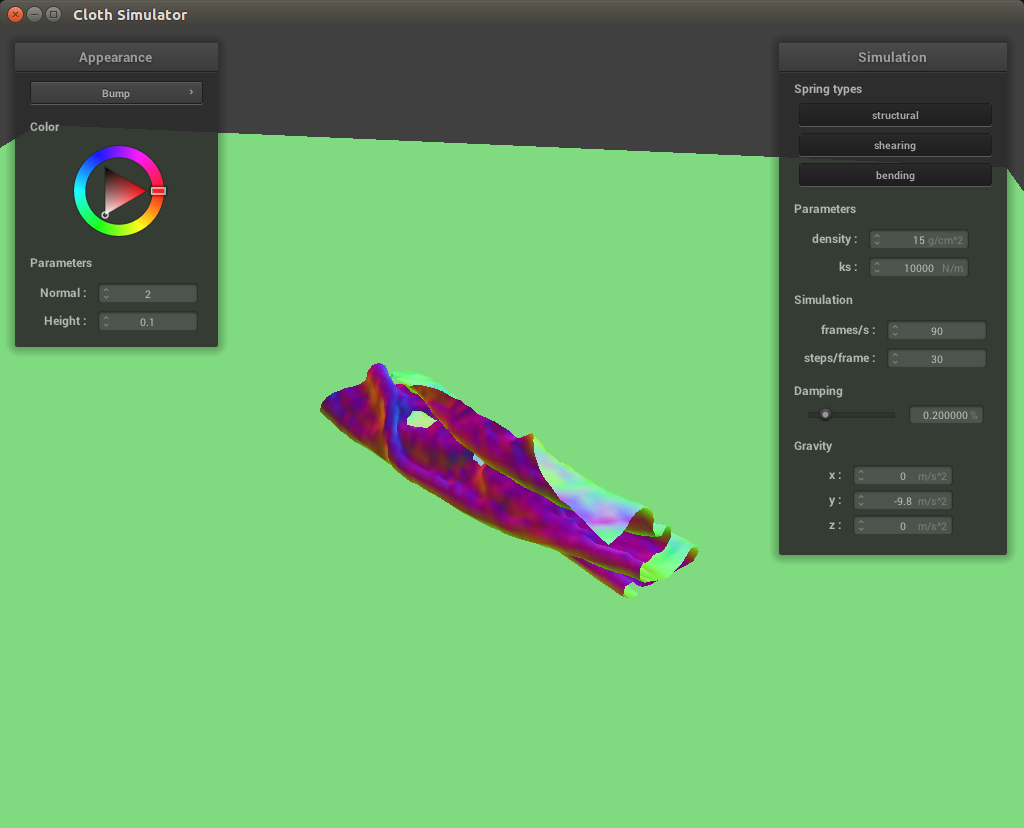 Cloth Simulator
Appearance
Bump
Color
Parameters
Normal : 2
Height : 0.1
Simulation
Spring types
structural
shearing
bending
Parameters
density : 15 g/cm^2
ks : 10000 N/m
Simulation
frames/s : 90
steps/frame : 30
Damping
0.200000 %
Gravity
x : 0 m/s^2
y : -9.8 m/s^2
z : 0 m/s^2